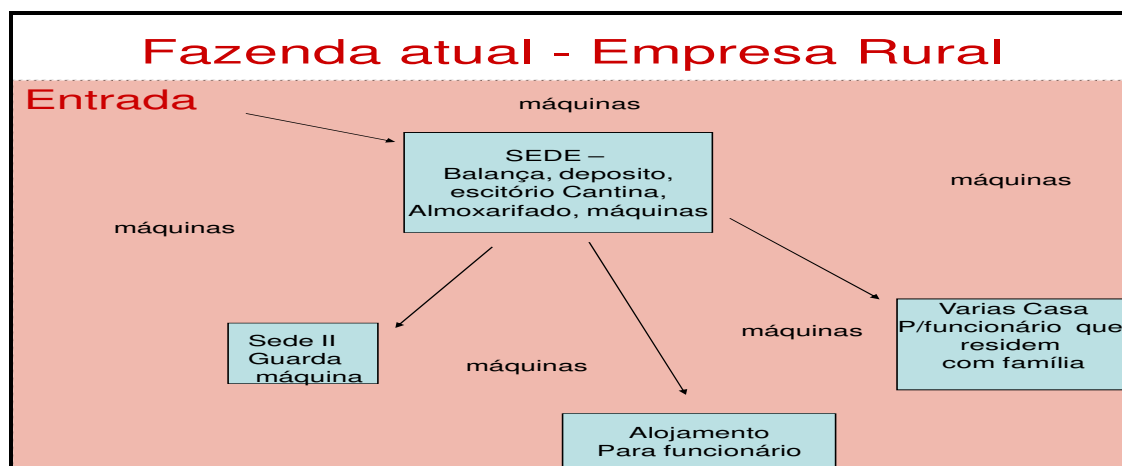 Fazenda atual - Empresa Rural
Entrada
máquinas
SEDE –
Balança, deposito,
escitório Cantina,
Almoxarifado, máquinas
máquinas
máquinas
Varias Casa
P/funcionário que
residem
com família
máquinas
Sede II
Guarda
máquina
máquinas
Alojamento
Para funcionário